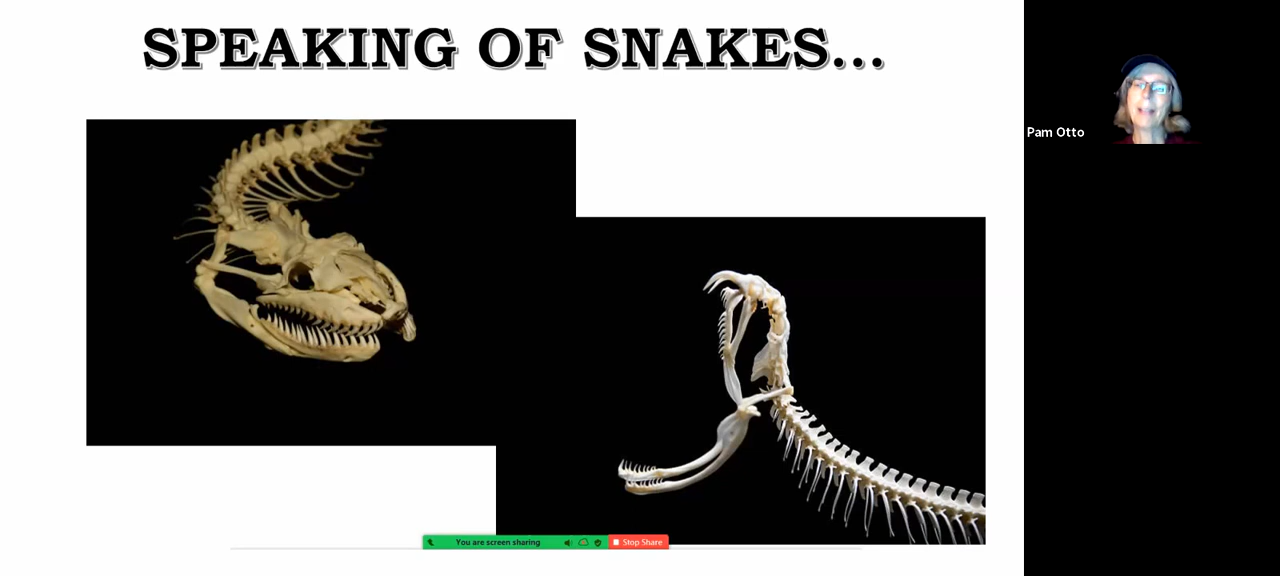 SPEAKING OF SNAKES...
Pam Otto
You are screen sharing
Stop Share